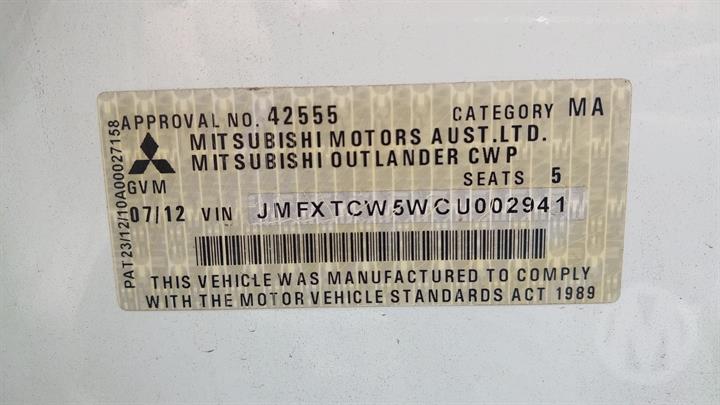 APPROVAL NO. 42555 CATEGORY MA
MITSUBISHI MOTORS AUST.LTD.
MITSUBISHI OUTLANDER CWP
GVM SEATS 5
07/12 VIN JMFXTCW5WCU002941
THIS VEHICLE WAS MANUFACTURED TO COMPLY
WITH THE MOTOR VEHICLE STANDARDS ACT 1989
PAT23/12/10A00027158
M